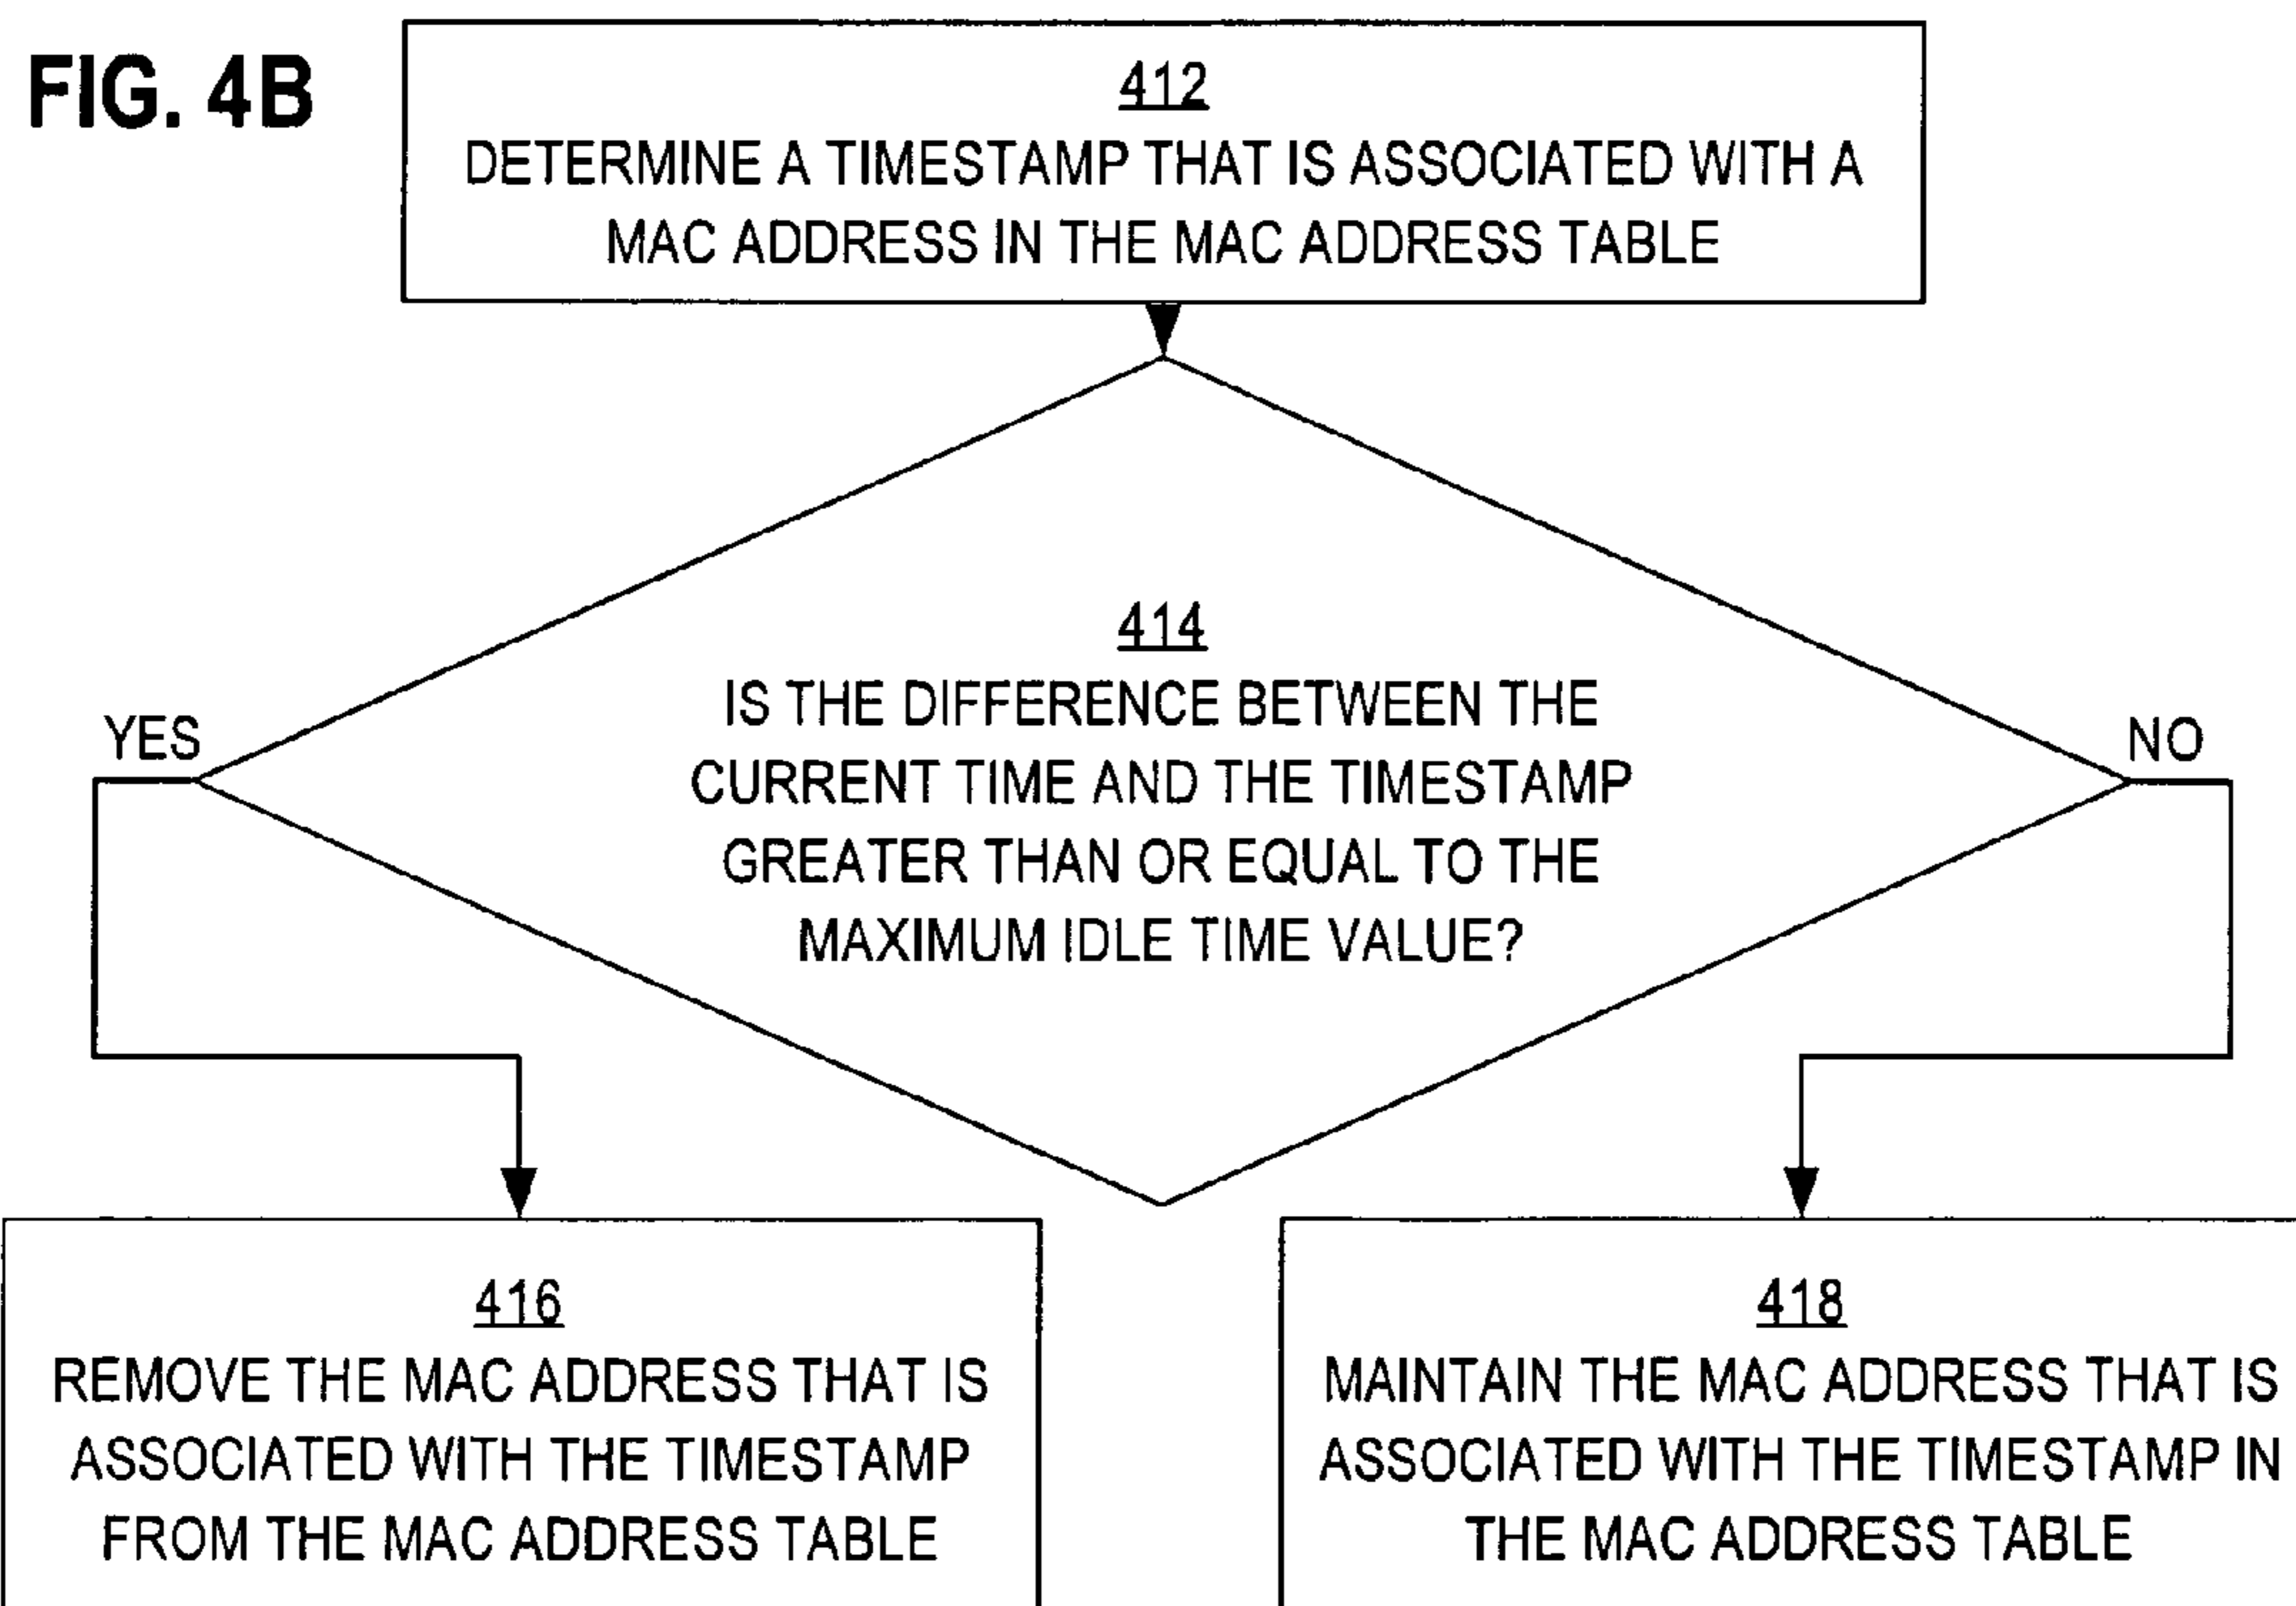 FIG. 4B
412
DETERMINE A TIMESTAMP THAT IS ASSOCIATED WITH A
MAC ADDRESS IN THE MAC ADDRESS TABLE
414
IS THE DIFFERENCE BETWEEN THE
CURRENT TIME AND THE TIMESTAMP
GREATER THAN OR EQUAL TO THE
MAXIMUM IDLE TIME VALUE?
YES
NO
416
REMOVE THE MAC ADDRESS THAT IS
ASSOCIATED WITH THE TIMESTAMP
FROM THE MAC ADDRESS TABLE
418
MAINTAIN THE MAC ADDRESS THAT IS
ASSOCIATED WITH THE TIMESTAMP IN
THE MAC ADDRESS TABLE